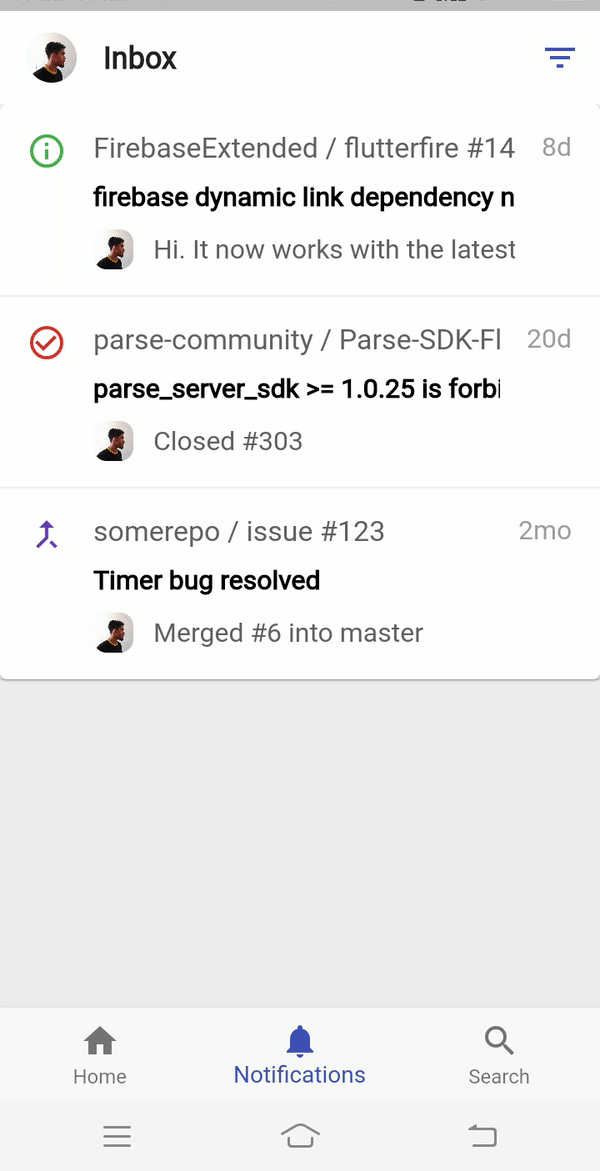 Inbox
FirebaseExtended / flutterfire #14 8d
firebase dynamic link dependency n
Hi. It now works with the latest
parse-community / Parse-SDK-Fl 20d
parse_server_sdk >= 1.0.25 is forbi
Closed #303
somerepo / issue #123 2mo
Timer bug resolved
Merged #6 into master
Home Notifications Search